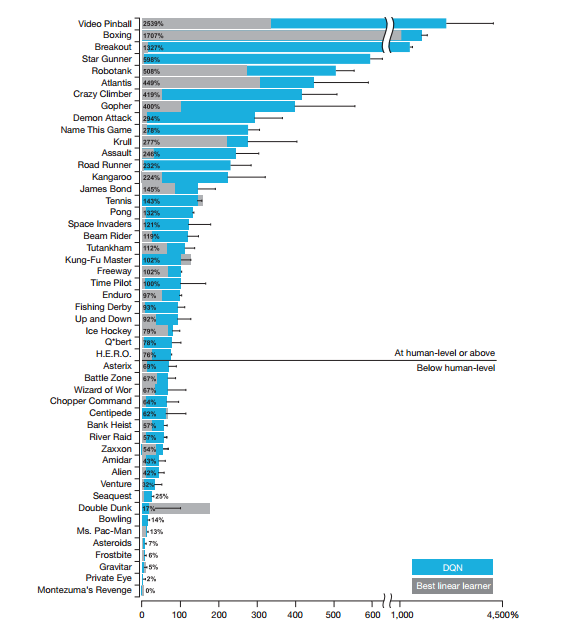 Video Pinball 2539%
Boxing 1707%
Breakout 1327%
Star Gunner 598%
Robotank 508%
Atlantis 449%
Crazy Climber 419%
Gopher 400%
Demon Attack 294%
Name This Game 278%
Krull 277%
Assault 246%
Road Runner 232%
Kangaroo 224%
James Bond 145%
Tennis 143%
Pong 132%
Space Invaders 121%
Beam Rider 119%
Tutankham 112%
Kung-Fu Master 102%
Freeway 102%
Time Pilot 100%
Enduro 97%
Fishing Derby 93%
Up and Down 92%
Ice Hockey 79%
Q*bert 78%
H.E.R.O. 76%
At human-level or above
Asterix 69%
Below human-level
Battle Zone 67%
Wizard of Wor 67%
Chopper Command 64%
Centipede 62%
Bank Heist 57%
River Raid 57%
Zaxxon 54%
Amidar 43%
Alien 42%
Venture 32%
Seaquest 25%
Double Dunk 17%
Bowling 14%
Ms. Pac-Man 13%
Asteroids 7%
Frostbite 6%
Gravitar 5%
Private Eye 2%
Montezuma's Revenge 0%
DQN
Best linear learner
0 100 200 300 400 500 600 1,000 4,500%